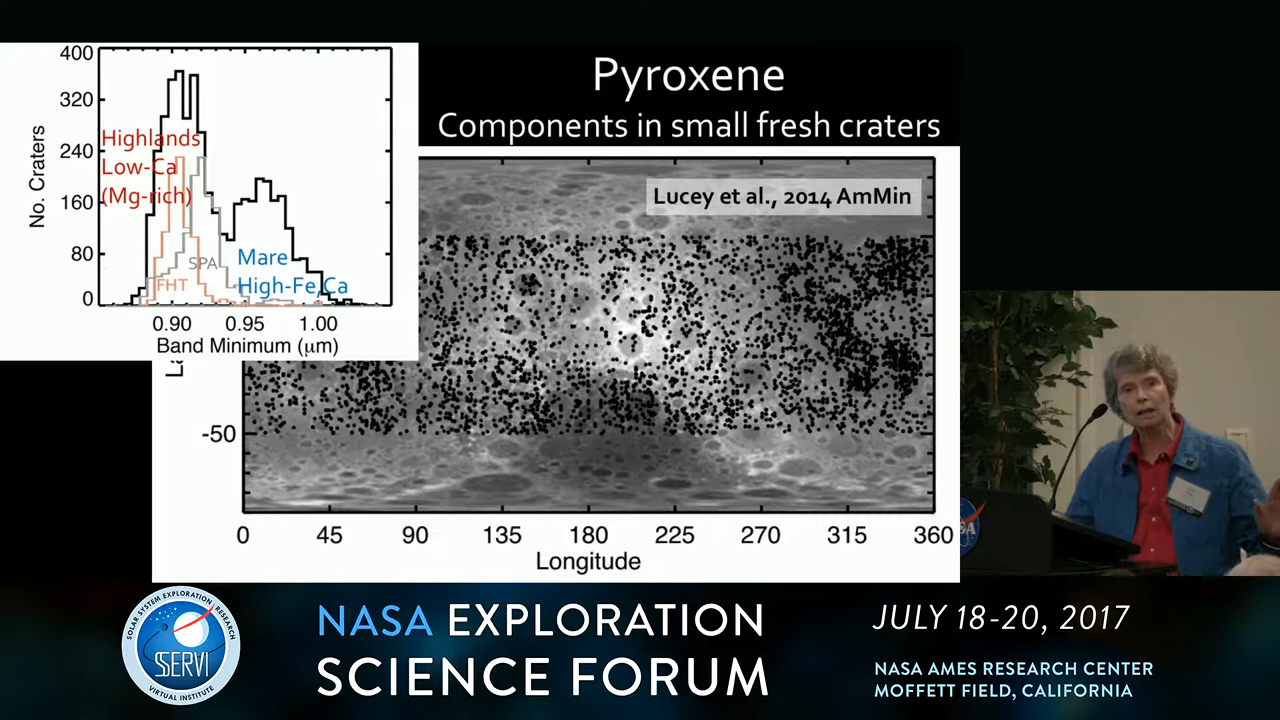 Pyroxene
Components in small fresh craters
400
320
240
160
80
0
No. Craters
Highlands
Low-Ca
(Mg-rich)
SPA
FHT
Mare
High-Fe,Ca
0.90 0.95 1.00
Band Minimum (μm)
Lucey et al., 2014 AmMin
-50
0 45 90 135 180 225 270 315 360
Longitude
SOLAR SYSTEM EXPLORATION RESEARCH
SSERVI
VIRTUAL INSTITUTE
NASA EXPLORATION
SCIENCE FORUM
JULY 18-20, 2017
NASA AMES RESEARCH CENTER
MOFFETT FIELD, CALIFORNIA